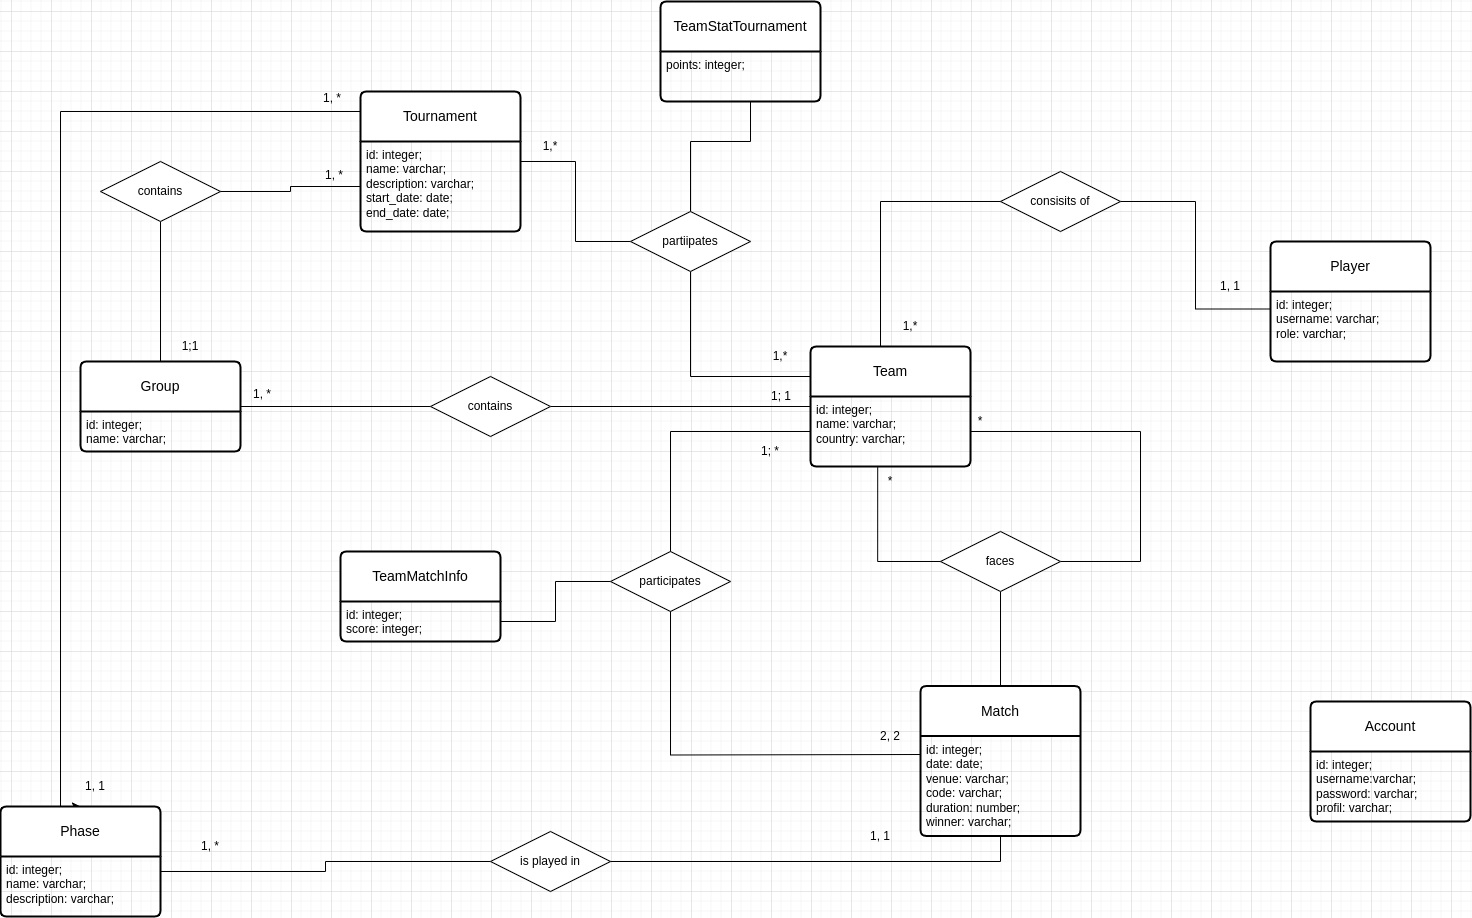 TeamStatTournament
points: integer;
1, *
Tournament
id: integer;
name: varchar;
description: varchar;
start_date: date;
end_date: date;
1,*
1, *
contains
partiipates
consisits of
Player
id: integer;
username: varchar;
role: varchar;
1, 1
1,*
1;1
1,*
Group
id: integer;
name: varchar;
1, *
contains
1; 1
Team
id: integer;
name: varchar;
country: varchar;
*
1; *
*
TeamMatchInfo
id: integer;
score: integer;
participates
faces
2, 2
Match
id: integer;
date: date;
venue: varchar;
code: varchar;
duration: number;
winner: varchar;
Account
id: integer;
username:varchar;
password: varchar;
profil: varchar;
1, 1
Phase
id: integer;
name: varchar;
description: varchar;
1, *
is played in
1, 1